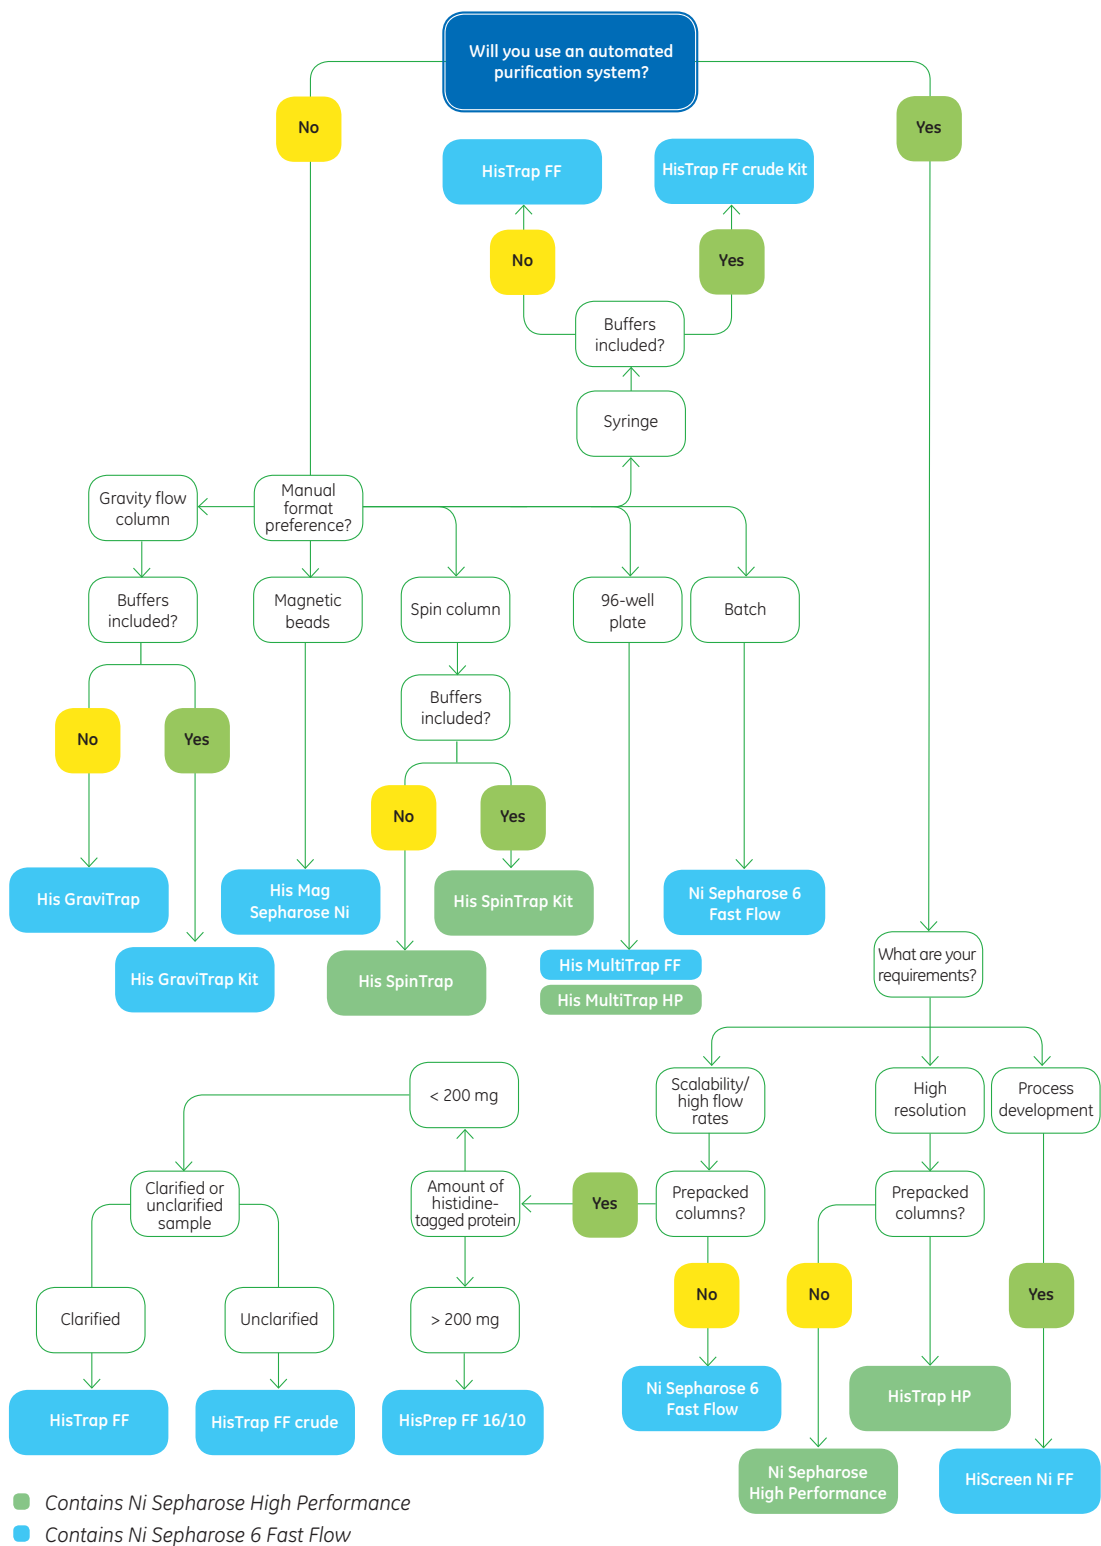 Will you use an automated
purification system?
No
Yes
HisTrap FF
HisTrap FF crude Kit
No
Yes
Buffers
included?
Syringe
Gravity flow
column
Manual
format
preference?
Buffers
included?
Magnetic
beads
Spin column
96-well
plate
Batch
Buffers
included?
No
Yes
No
Yes
His GraviTrap
His Mag
Sepharose Ni
His SpinTrap Kit
Ni Sepharose 6
Fast Flow
His GraviTrap Kit
His SpinTrap
His MultiTrap FF
His MultiTrap HP
What are your
requirements?
< 200 mg
Scalability/
high flow
rates
High
resolution
Process
development
Clarified or
unclarified
sample
Amount of
histidine-
tagged protein
Yes
Prepacked
columns?
Prepacked
columns?
Clarified
Unclarified
> 200 mg
No
No
Yes
HisTrap FF
HisTrap FF crude
HisPrep FF 16/10
Ni Sepharose 6
Fast Flow
HisTrap HP
Ni Sepharose
High Performance
HiScreen Ni FF
Contains Ni Sepharose High Performance
Contains Ni Sepharose 6 Fast Flow